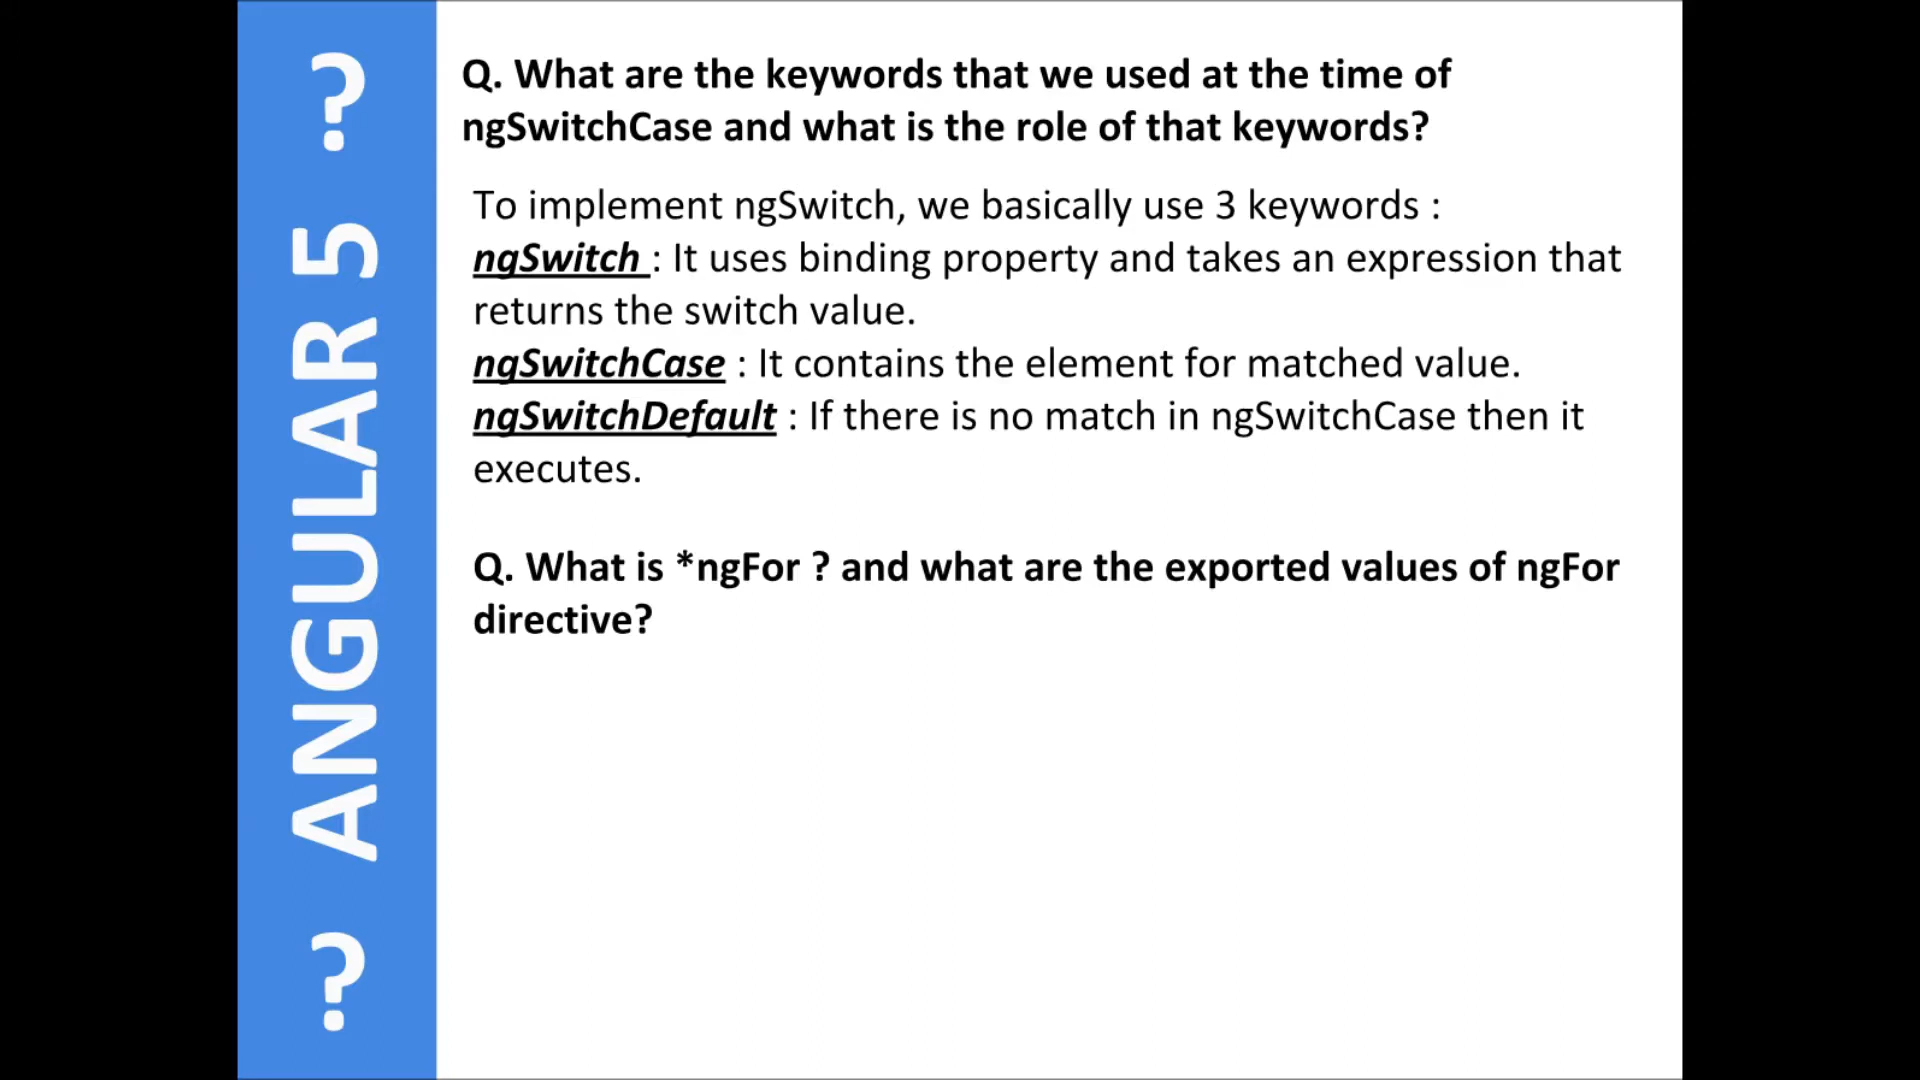 ? ANGULAR 5 ?
Q. What are the keywords that we used at the time of
ngSwitchCase and what is the role of that keywords?
To implement ngSwitch, we basically use 3 keywords :
ngSwitch : It uses binding property and takes an expression that
returns the switch value.
ngSwitchCase : It contains the element for matched value.
ngSwitchDefault : If there is no match in ngSwitchCase then it
executes.
Q. What is *ngFor ? and what are the exported values of ngFor
directive?